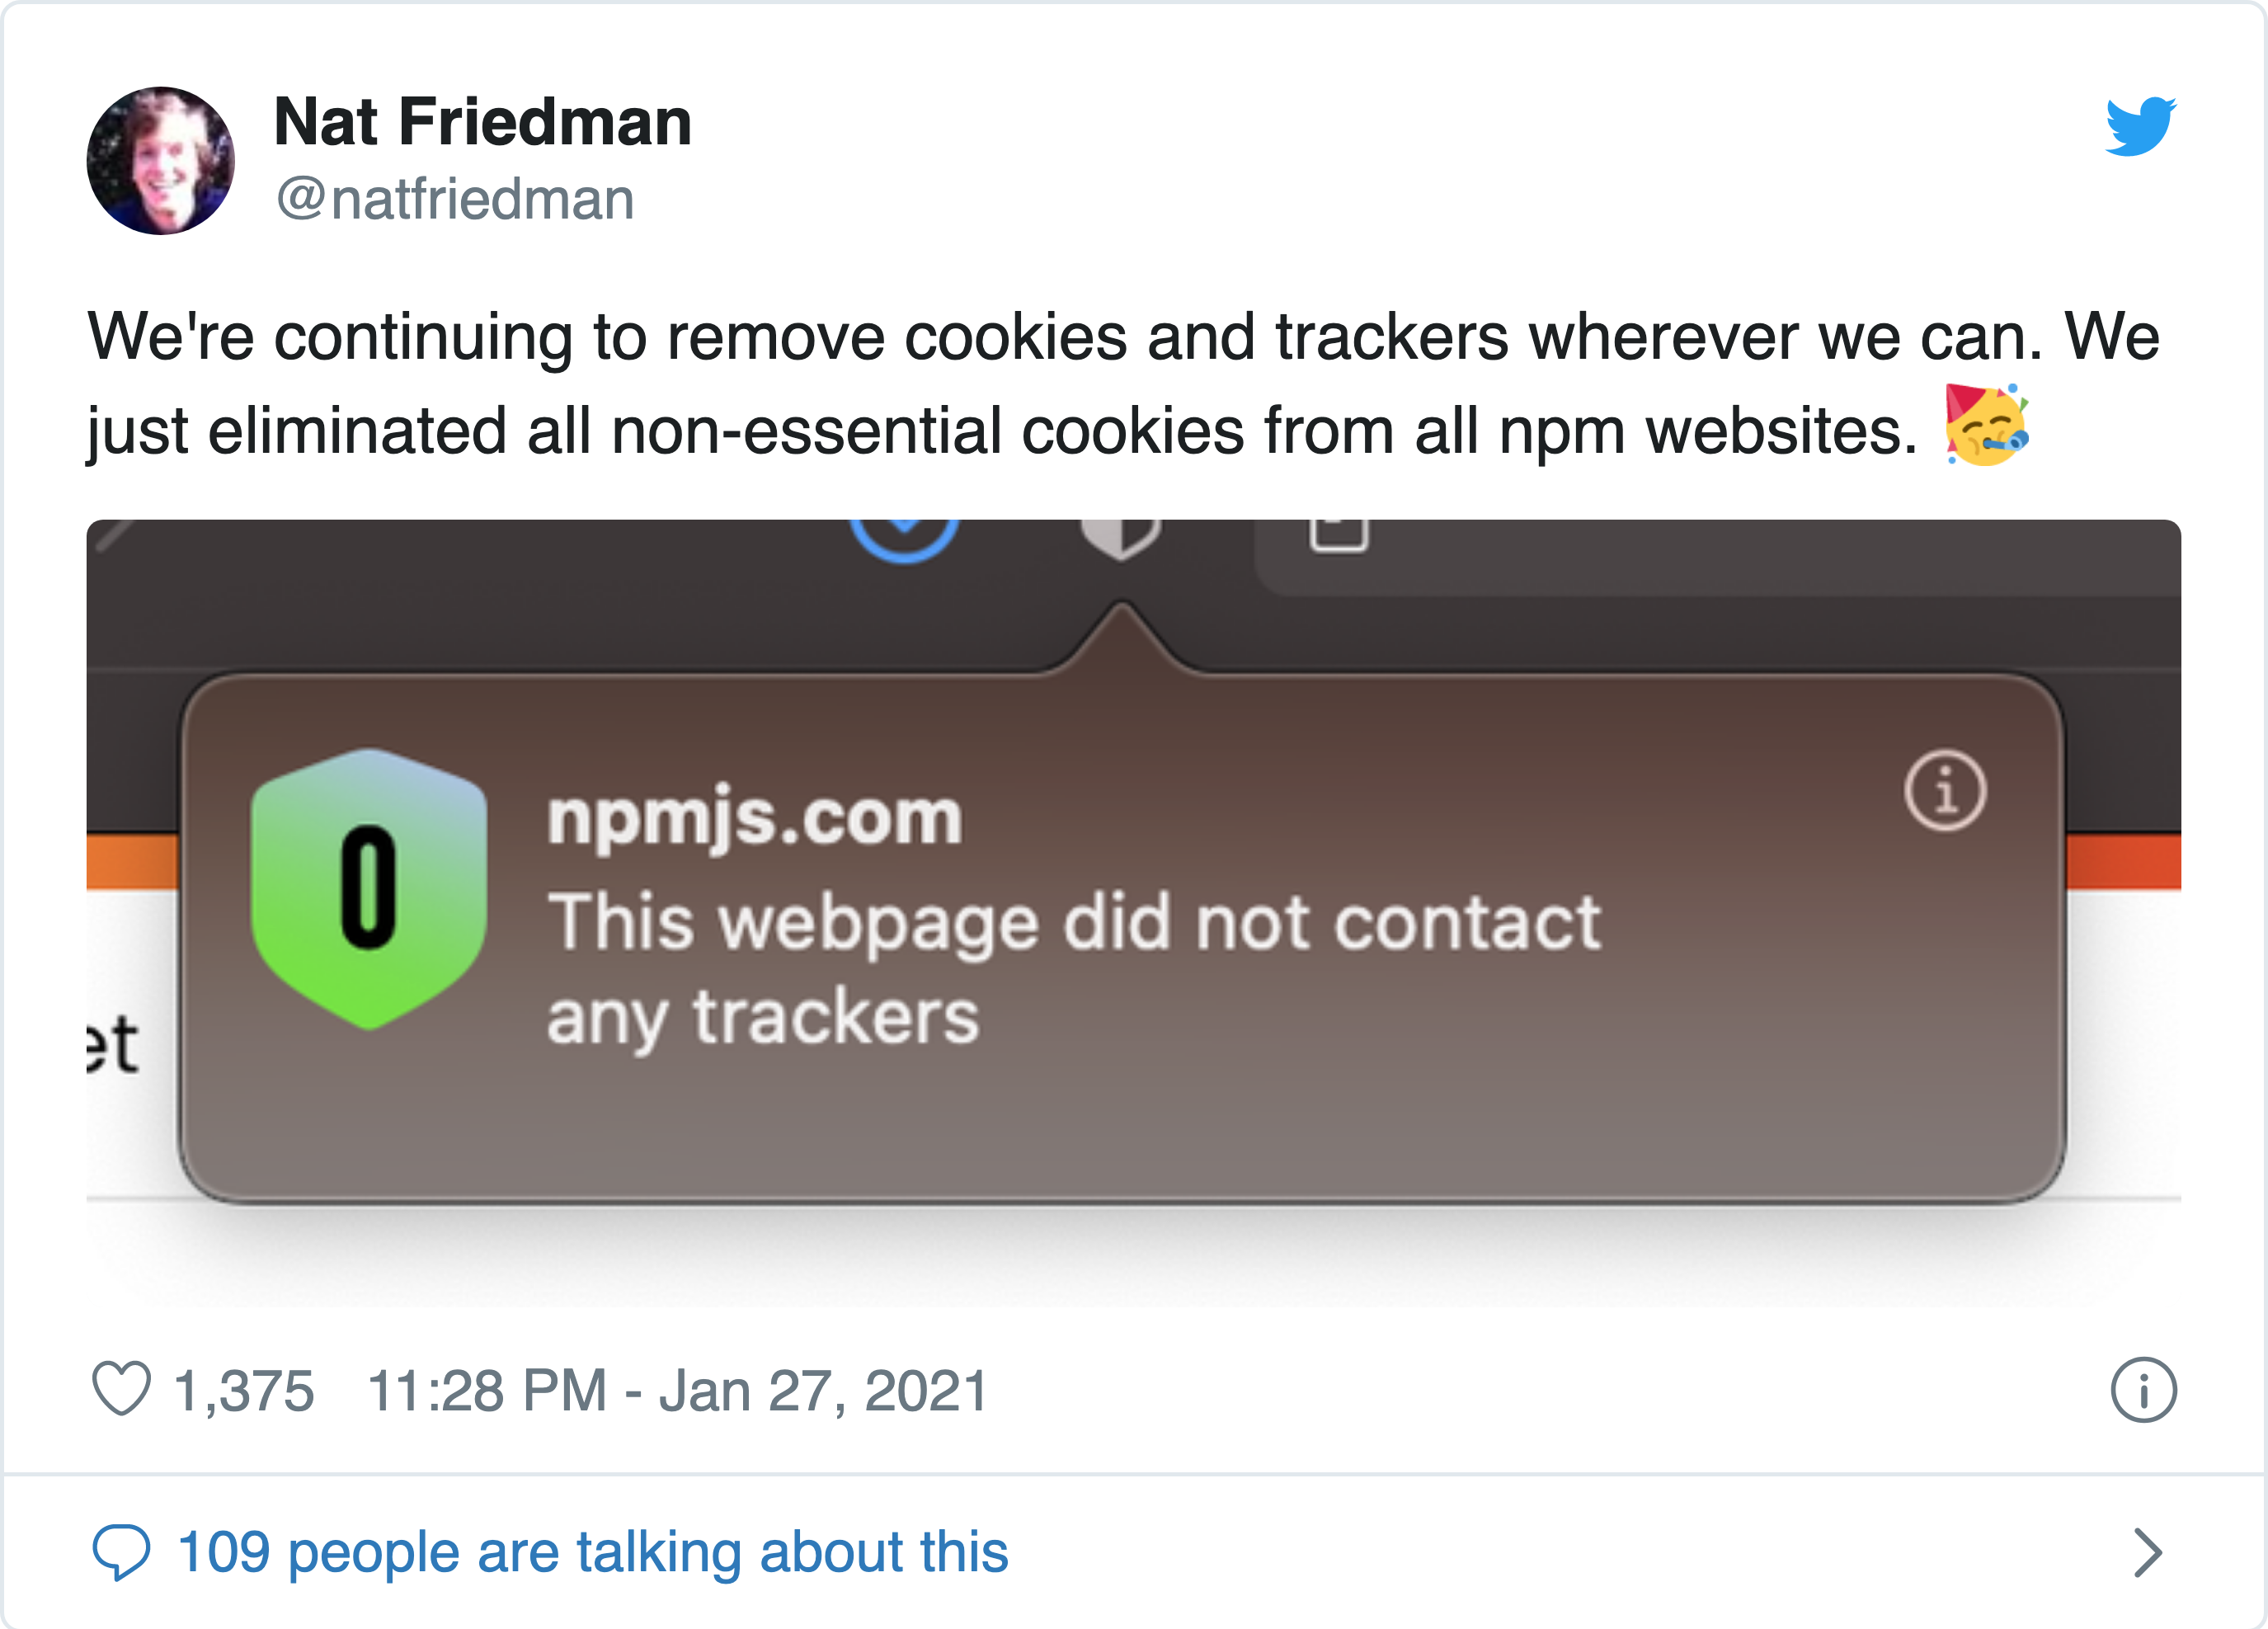 Nat Friedman
@natfriedman
We're continuing to remove cookies and trackers wherever we can. We
just eliminated all non-essential cookies from all npm websites. 🥳
0
npmjs.com
This webpage did not contact
any trackers
et
1,375 11:28 PM - Jan 27, 2021
109 people are talking about this